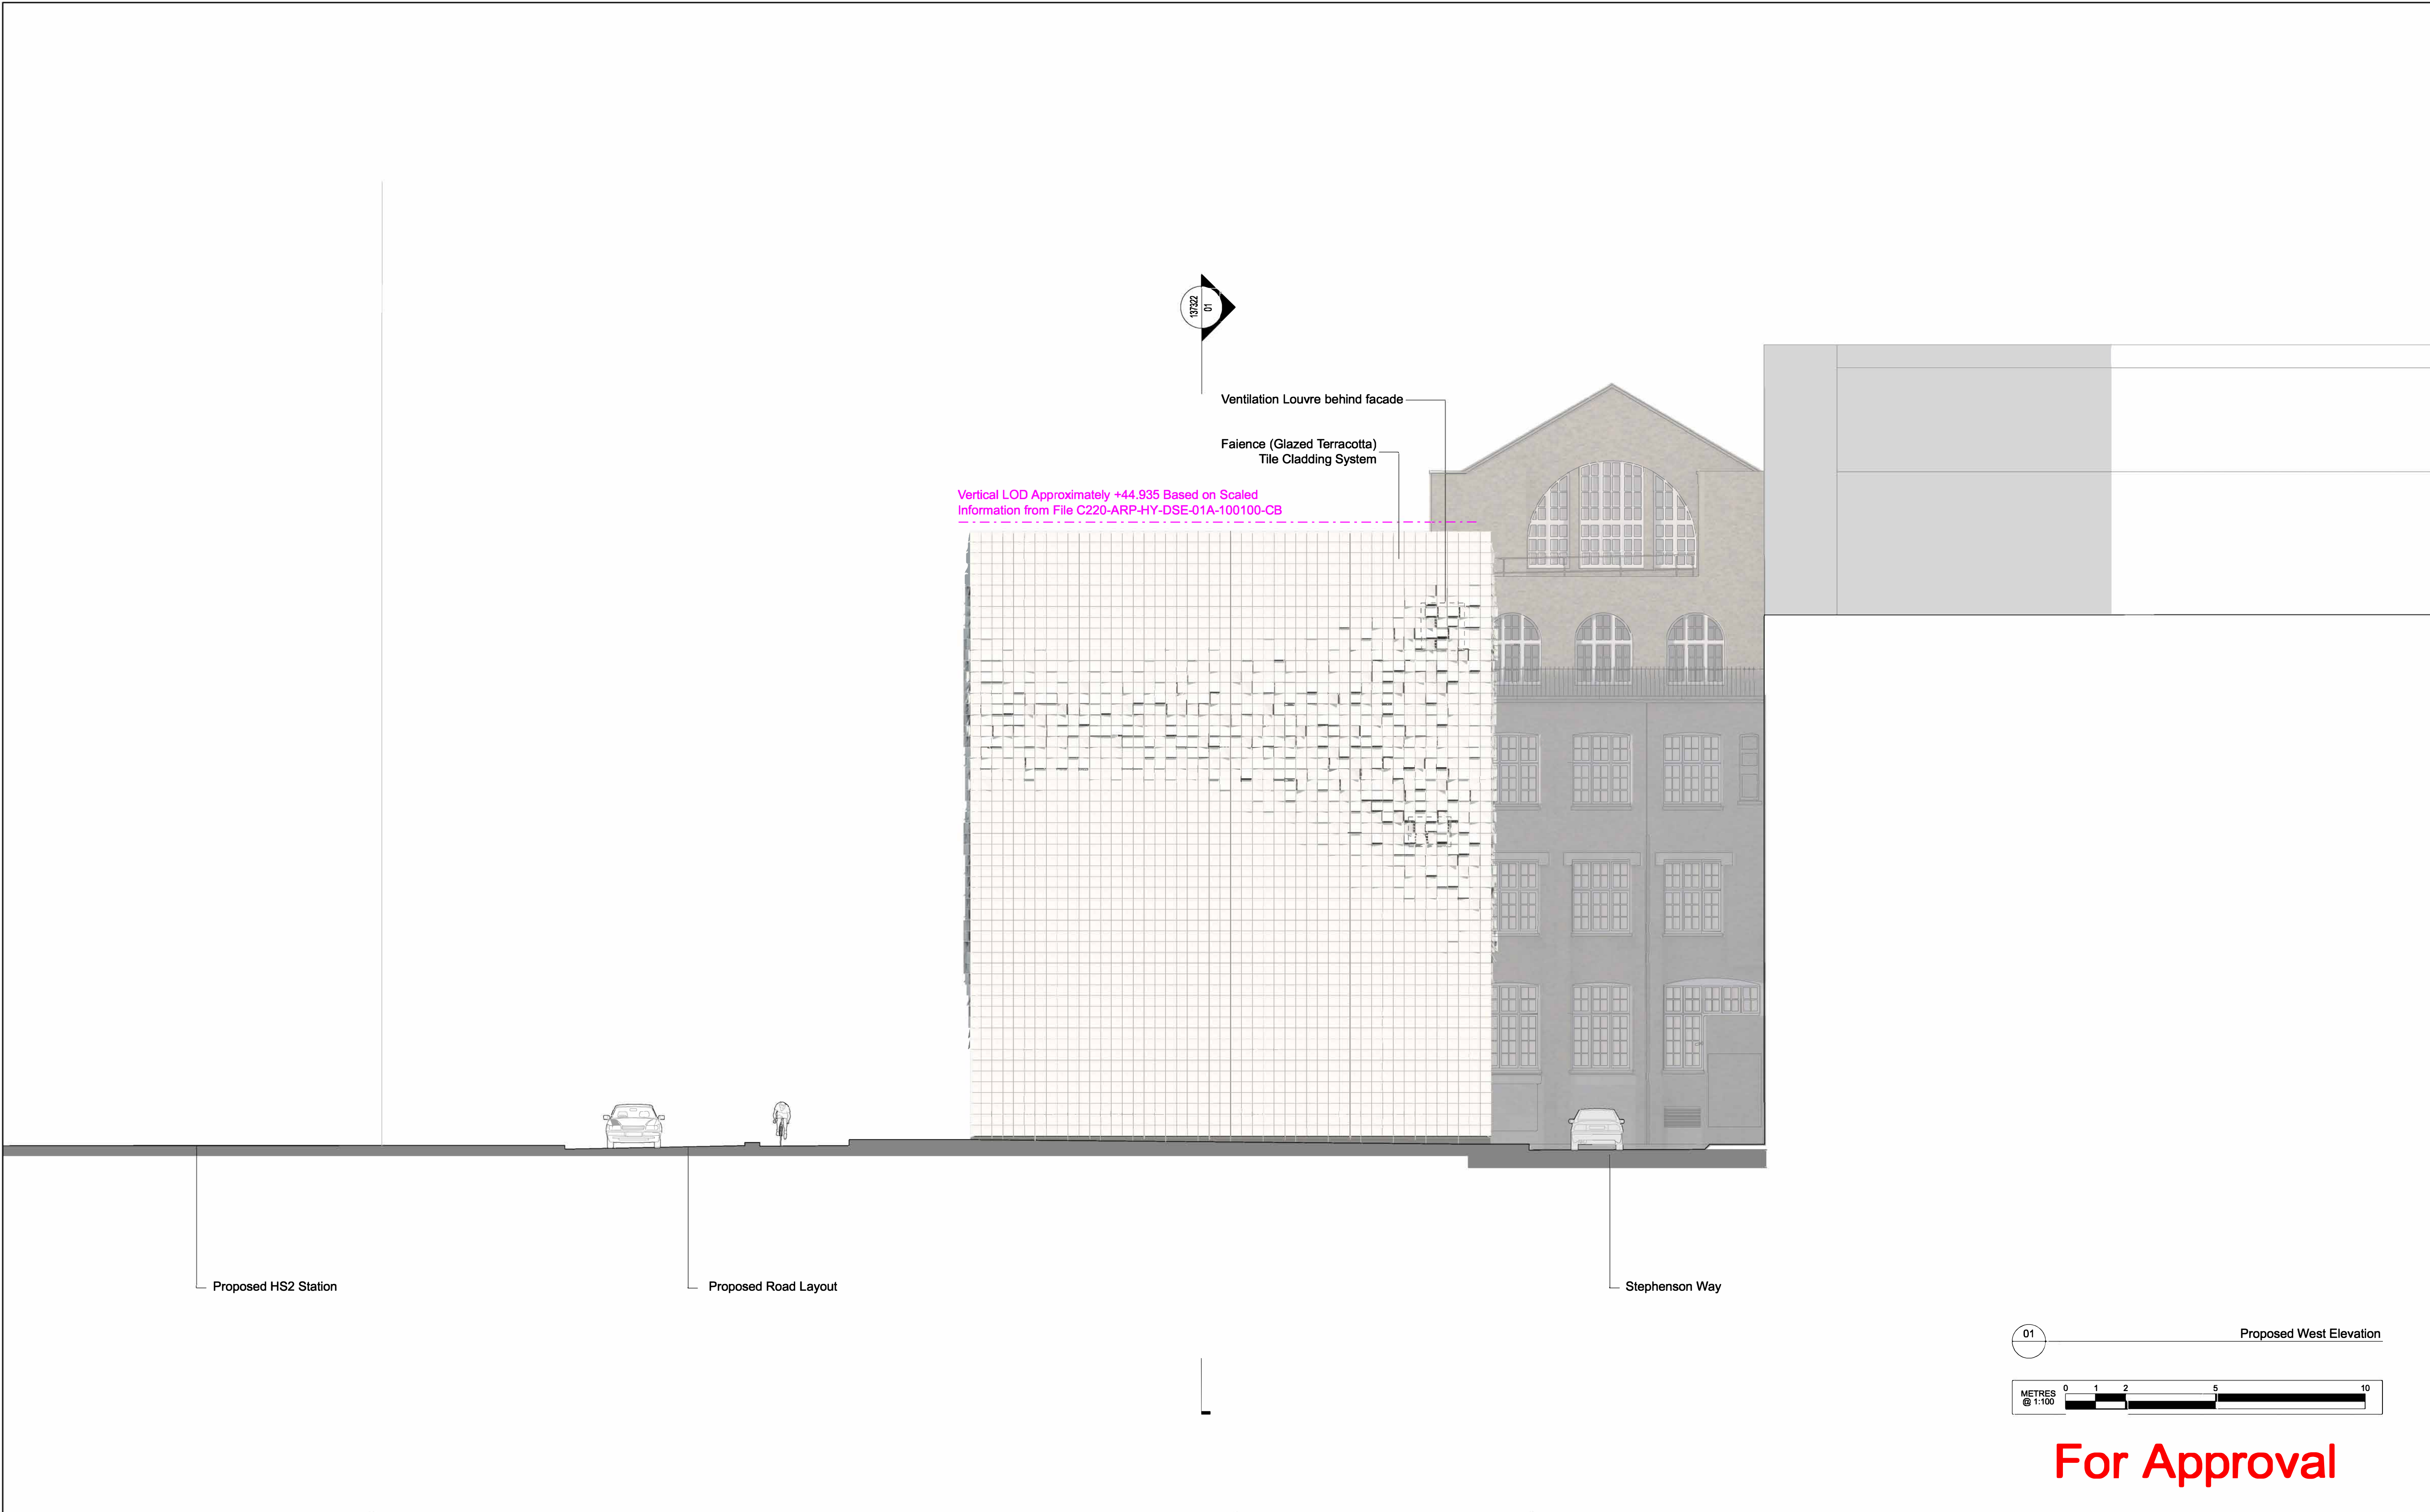 137322
01
Ventilation Louvre behind facade
Faience (Glazed Terracotta)
Tile Cladding System
Vertical LOD Approximately +44.935 Based on Scaled
Information from File C220-ARP-HY-DSE-01A-100100-CB
Proposed HS2 Station
Proposed Road Layout
Stephenson Way
01
Proposed West Elevation
METRES
@ 1:100
0 1 2 5 10
For Approval